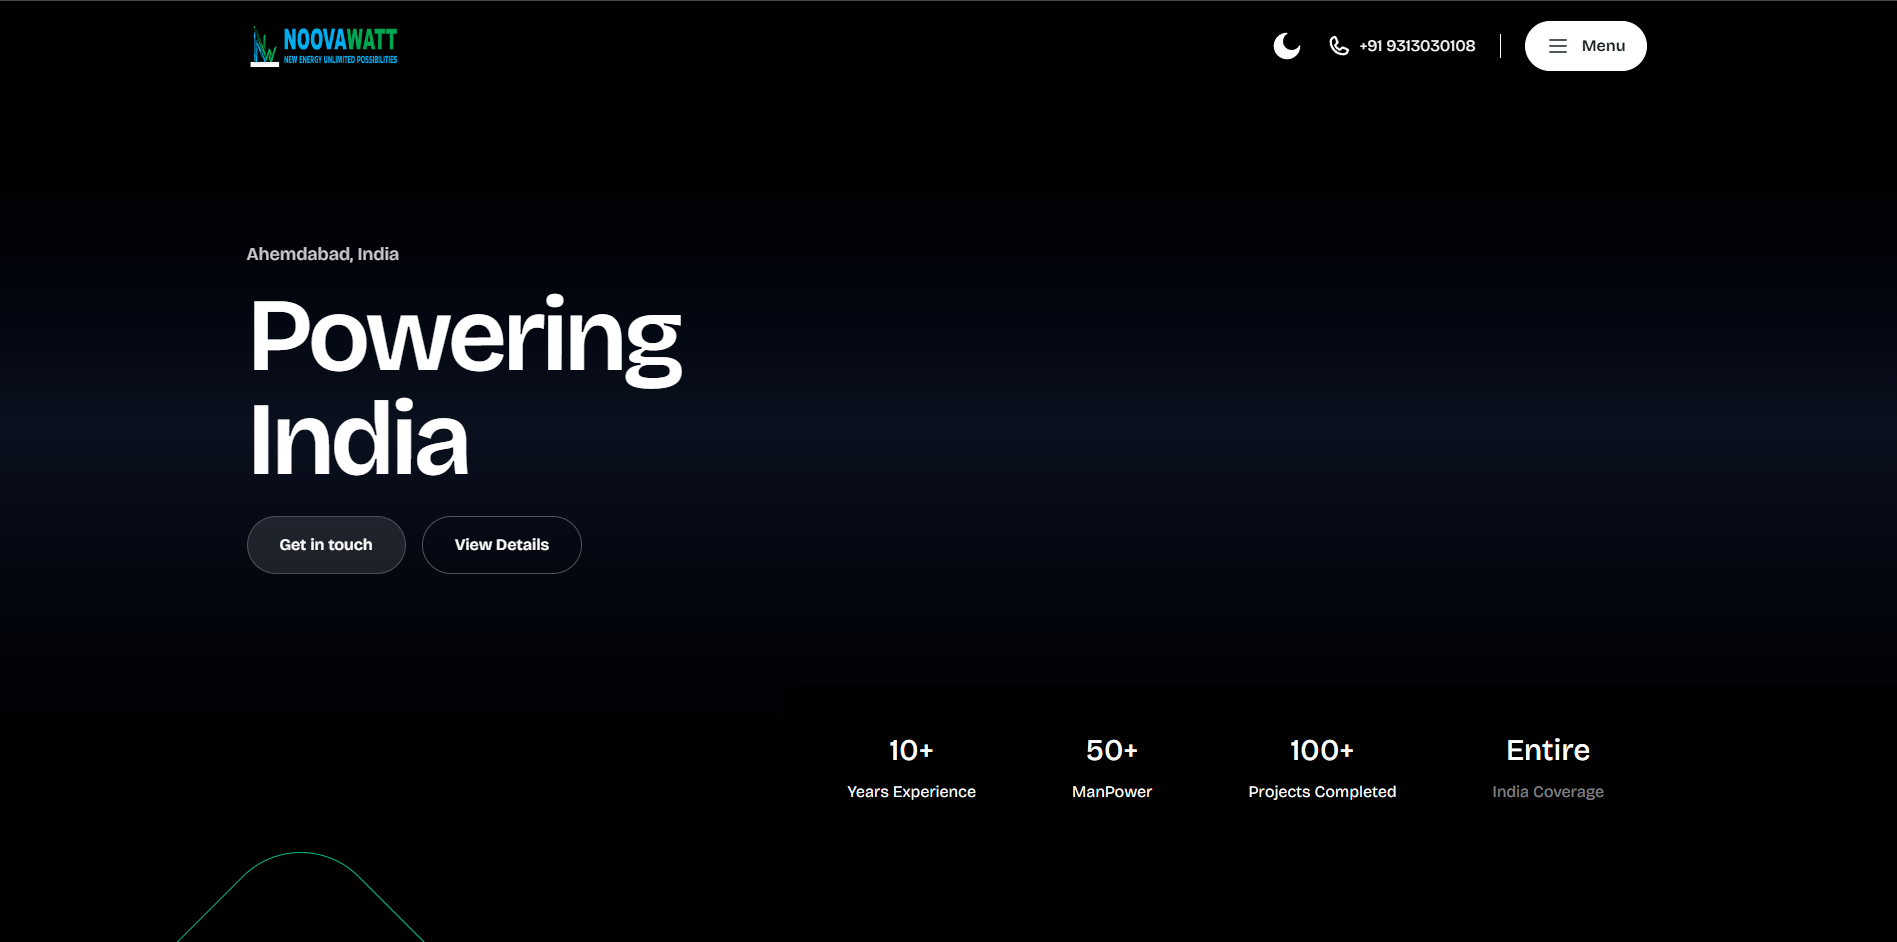 NOOVAWATT
NEW ENERGY UNLIMITED POSSIBILITIES
+91 9313030108
Menu
Ahemdabad, India
Powering
India
Get in touch
View Details
10+
Years Experience
50+
ManPower
100+
Projects Completed
Entire
India Coverage